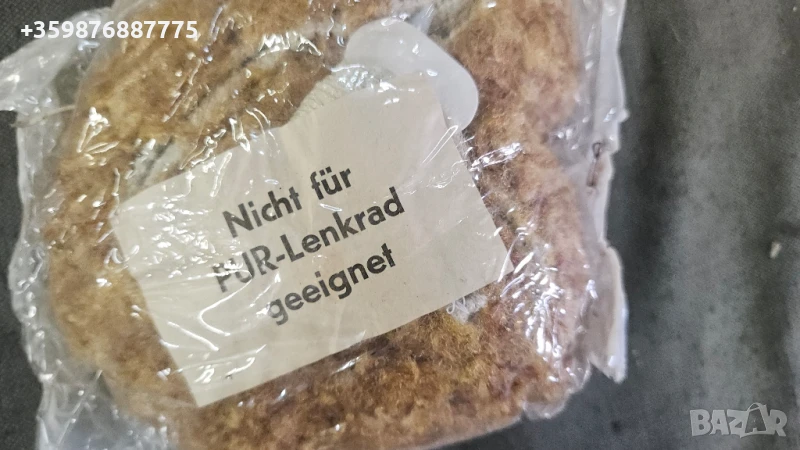 +359876887775
Nicht für
PUR-Lenkrad
geeignet
BAZAR